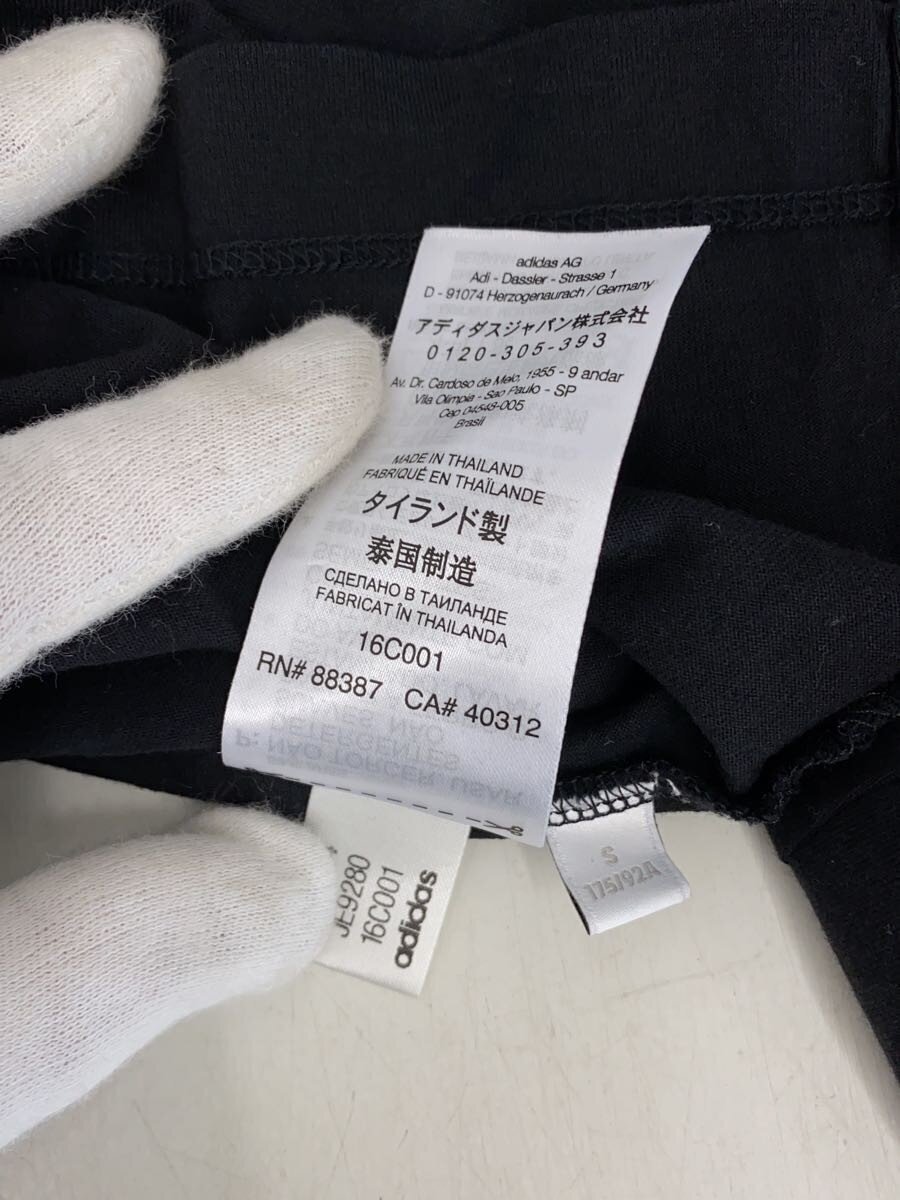 adidas AG
Adi - Dassler - Strasse 1
D - 91074 Herzogenaurach / Germany
アディダスジャパン株式会社
0120-305-393
Av. Dr. Cardoso de Melo, 1955 - 9 andar
Vila Olimpia - Sao Paulo - SP
Cep 04548-005
Brasil
MADE IN THAILAND
FABRIQUÉ EN THAÏLANDE
タイランド製
泰国制造
СДЕЛАНО В ТАИЛАНДЕ
FABRICAT ÎN THAILANDA
16C001
RN# 88387 CA# 40312
JE9280
16C001
adidas
S
175/92A